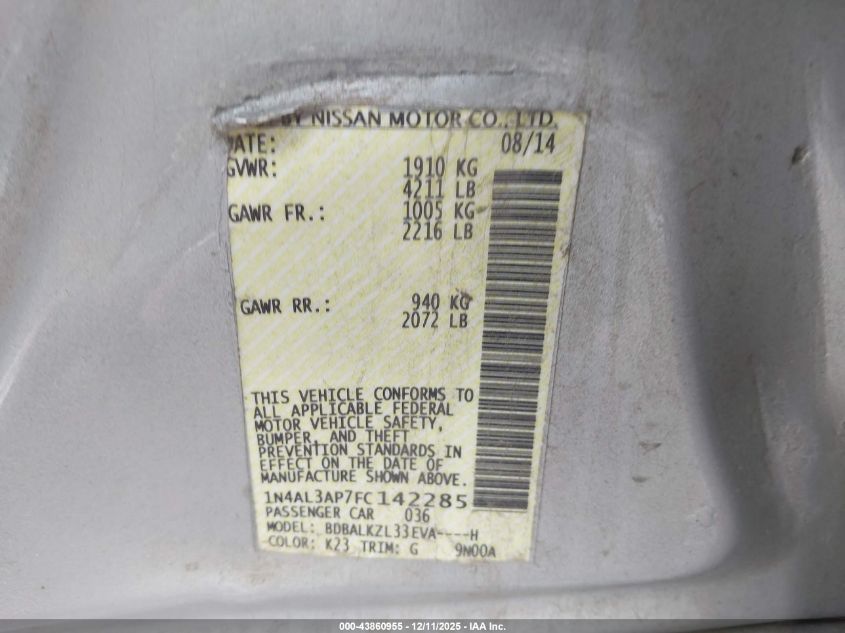 BY NISSAN MOTOR CO., LTD.
DATE: 08/14
GVWR: 1910 KG
4211 LB
GAWR FR.: 1005 KG
2216 LB
GAWR RR.: 940 KG
2072 LB
THIS VEHICLE CONFORMS TO
ALL APPLICABLE FEDERAL
MOTOR VEHICLE SAFETY,
BUMPER, AND THEFT
PREVENTION STANDARDS IN
EFFECT ON THE DATE OF
MANUFACTURE SHOWN ABOVE.
1N4AL3AP7FC142285
PASSENGER CAR 036
MODEL: BDBALKZL33EVA----H
COLOR: K23 TRIM: G 9N00A
000-43860955 - 12/11/2025 - IAA Inc.